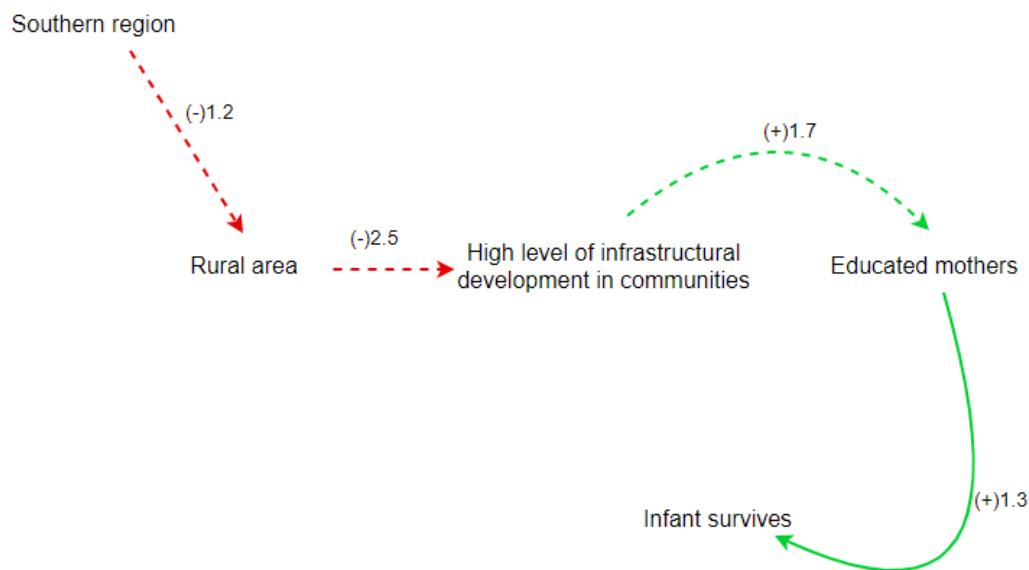 Southern region
(-)1.2
(+)1.7
(-)2.5
Rural area
High level of infrastructural
development in communities
Educated mothers
(+)1.3
Infant survives